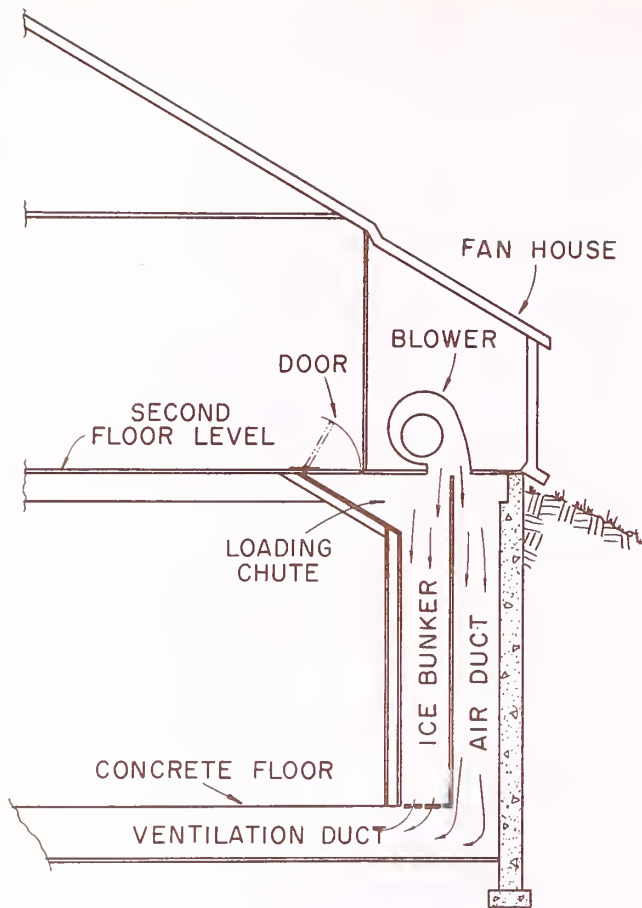 FAN HOUSE
BLOWER
DOOR
SECOND
FLOOR LEVEL
LOADING
CHUTE
ICE BUNKER
AIR DUCT
CONCRETE FLOOR
VENTILATION DUCT